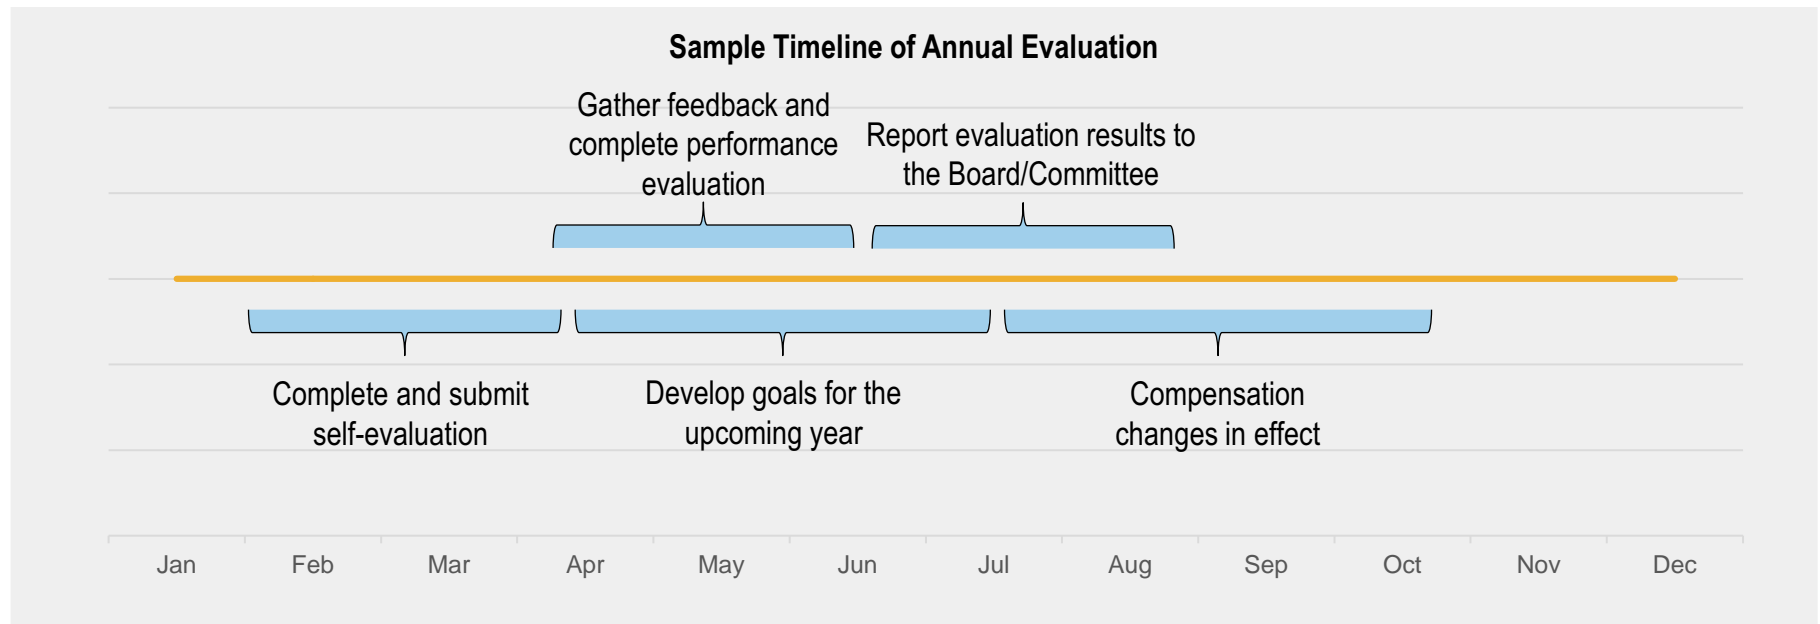 Sample Timeline of Annual Evaluation
Gather feedback and
complete performance
evaluation
Report evaluation results to
the Board/Committee
Complete and submit
self-evaluation
Develop goals for the
upcoming year
Compensation
changes in effect
Jan Feb Mar Apr May Jun Jul Aug Sep Oct Nov Dec